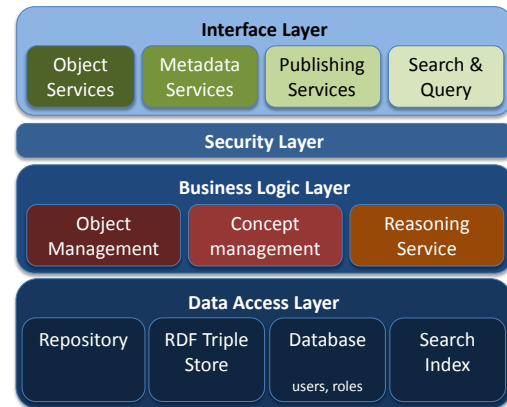 Interface Layer
Object Metadata Publishing Search &
Services Services Services Query
Security Layer
Business Logic Layer
Object Concept Reasoning
Management management Service
Data Access Layer
Repository RDF Triple Database Search
Store Index
users, roles